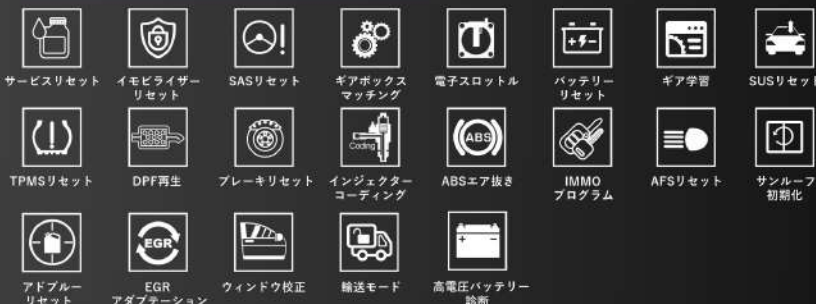 サービスリセット
イモビライザー
リセット
SASリセット
ギアボックス
マッチング
電子スロットル
バッテリー
リセット
ギア学習
SUSリセット
TPMSリセット
DPF再生
ブレーキリセット
Coding
インジェクター
コーディング
ABS
ABSエア抜き
IMMO
プログラム
AFSリセット
サンルーフ
初期化
アドブルー
リセット
EGR
EGR
アダプテーション
ウィンドウ校正
輸送モード
高電圧バッテリー
診断